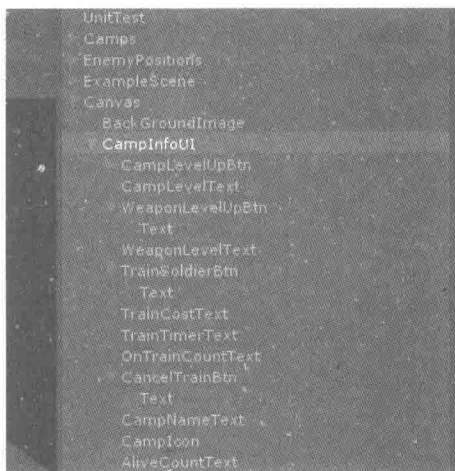 UnitTest
Camps
EnemyPositions
ExampleScene
Canvas
BackGroundImage
CampInfoUI
CampLevelUpBtn
CampLevelText
WeaponLevelUpBtn
Text
WeaponLevelText
TrainSoldierBtn
Text
TrainCostText
TrainTimerText
OnTrainCountText
CancelTrainBtn
Text
CampNameText
CampIcon
AliveCountText